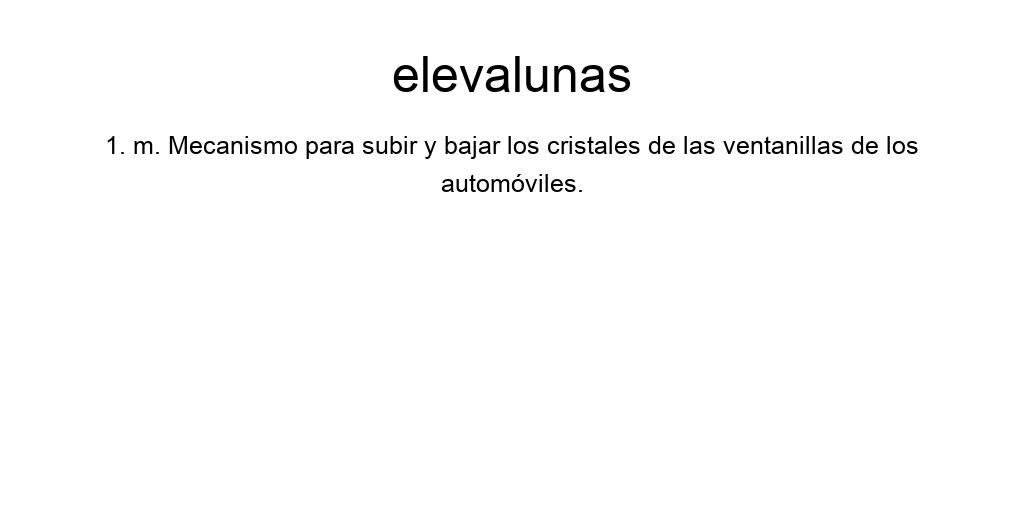 elevalunas
1. m. Mecanismo para subir y bajar los cristales de las ventanillas de los
automóviles.